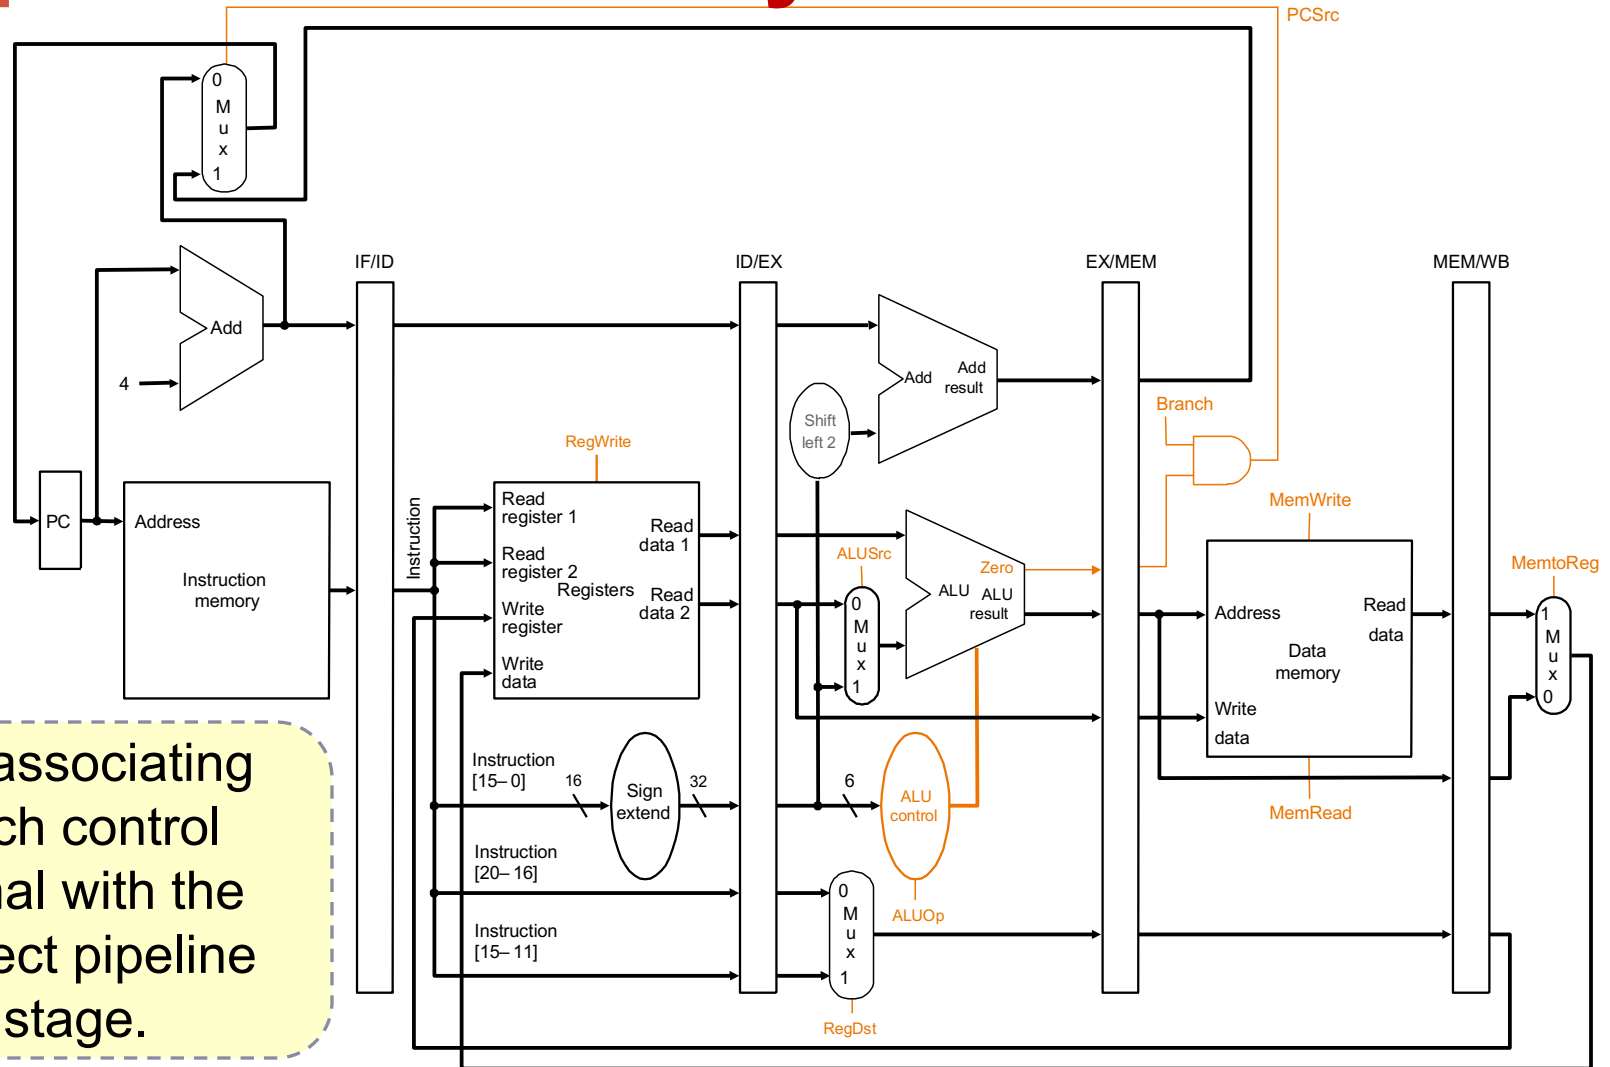 PCSrc
0
M
u
x
1
IF/ID
ID/EX
EX/MEM
MEM/WB
Add
4
Add
Add
result
Shift
left 2
Branch
RegWrite
PC
Address
Instruction
memory
Instruction
Read
register 1
Read
register 2
Registers
Write
register
Write
data
Read
data 1
Read
data 2
ALUSrc
0
M
u
x
1
Zero
ALU
ALU
result
MemWrite
Address
Read
data
Data
memory
Write
data
MemRead
MemtoReg
1
M
u
x
0
associating
control
with the
pipeline
stage.
Instruction
[15– 0]
16
Sign
extend
32
6
ALU
control
ALUOp
Instruction
[20– 16]
Instruction
[15– 11]
0
M
u
x
1
RegDst